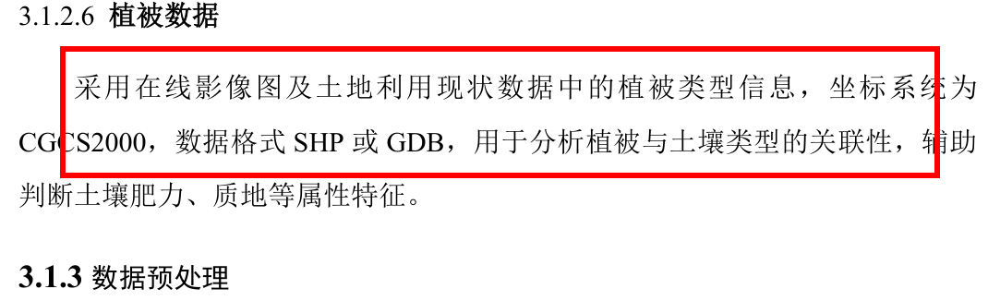 3.1.2.6 植被数据
采用在线影像图及土地利用现状数据中的植被类型信息，坐标系统为
CGCS2000，数据格式 SHP 或 GDB，用于分析植被与土壤类型的关联性，辅助
判断土壤肥力、质地等属性特征。
3.1.3 数据预处理